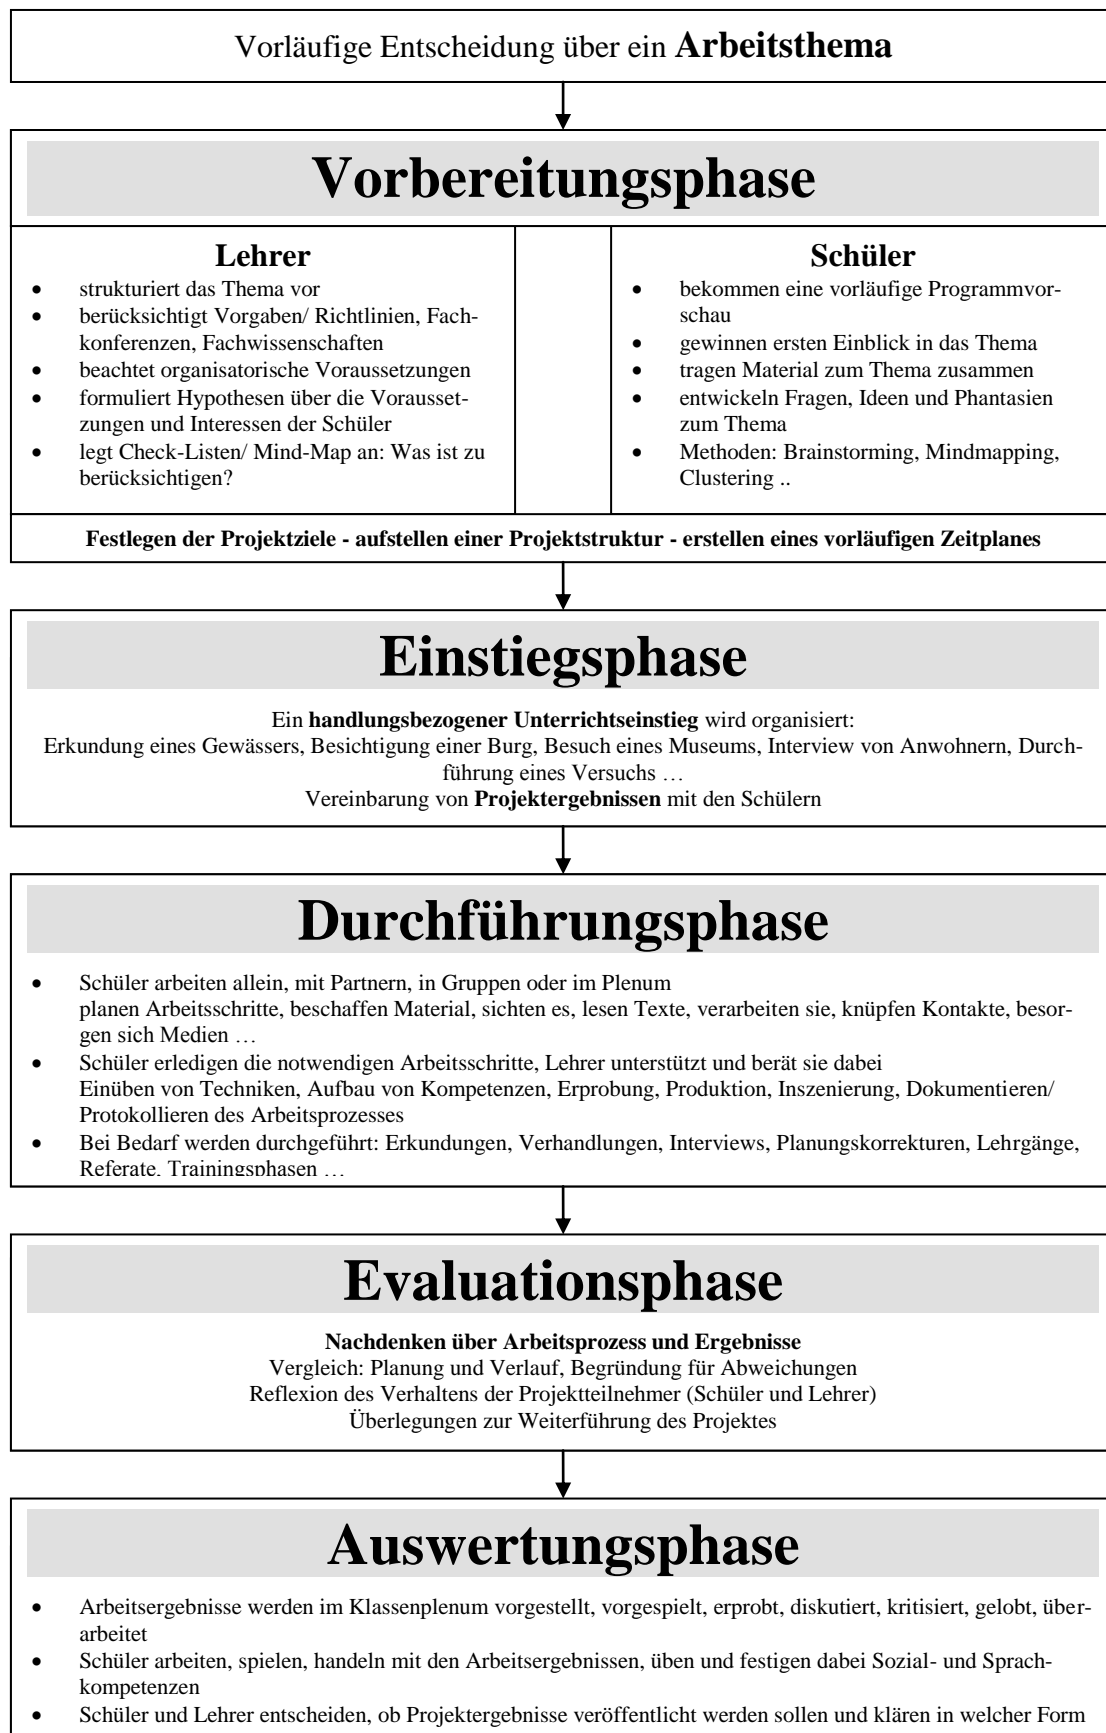 Vorläufige Entscheidung über ein Arbeitsthema
Vorbereitungsphase
Lehrer
• strukturiert das Thema vor
• berücksichtigt Vorgaben/ Richtlinien, Fach-
konferenzen, Fachwissenschaften
• beachtet organisatorische Voraussetzungen
• formuliert Hypothesen über die Vorausset-
zungen und Interessen der Schüler
• legt Check-Listen/ Mind-Map an: Was ist zu
berücksichtigen?
Schüler
• bekommen eine vorläufige Programmvor-
schau
• gewinnen ersten Einblick in das Thema
• tragen Material zum Thema zusammen
• entwickeln Fragen, Ideen und Phantasien
zum Thema
• Methoden: Brainstorming, Mindmapping,
Clustering ..
Festlegen der Projektziele - aufstellen einer Projektstruktur - erstellen eines vorläufigen Zeitplanes
Einstiegsphase
Ein handlungsbezogener Unterrichtseinstieg wird organisiert:
Erkundung eines Gewässers, Besichtigung einer Burg, Besuch eines Museums, Interview von Anwohnern, Durch-
führung eines Versuchs …
Vereinbarung von Projektergebnissen mit den Schülern
Durchführungsphase
• Schüler arbeiten allein, mit Partnern, in Gruppen oder im Plenum
planen Arbeitsschritte, beschaffen Material, sichten es, lesen Texte, verarbeiten sie, knüpfen Kontakte, besor-
gen sich Medien …
• Schüler erledigen die notwendigen Arbeitsschritte, Lehrer unterstützt und berät sie dabei
Einüben von Techniken, Aufbau von Kompetenzen, Erprobung, Produktion, Inszenierung, Dokumentieren/
Protokollieren des Arbeitsprozesses
• Bei Bedarf werden durchgeführt: Erkundungen, Verhandlungen, Interviews, Planungskorrekturen, Lehrgänge,
Referate, Trainingsphasen …
Evaluationsphase
Nachdenken über Arbeitsprozess und Ergebnisse
Vergleich: Planung und Verlauf, Begründung für Abweichungen
Reflexion des Verhaltens der Projektteilnehmer (Schüler und Lehrer)
Überlegungen zur Weiterführung des Projektes
Auswertungsphase
• Arbeitsergebnisse werden im Klassenplenum vorgestellt, vorgespielt, erprobt, diskutiert, kritisiert, gelobt, über-
arbeitet
• Schüler arbeiten, spielen, handeln mit den Arbeitsergebnissen, üben und festigen dabei Sozial- und Sprach-
kompetenzen
• Schüler und Lehrer entscheiden, ob Projektergebnisse veröffentlicht werden sollen und klären in welcher Form